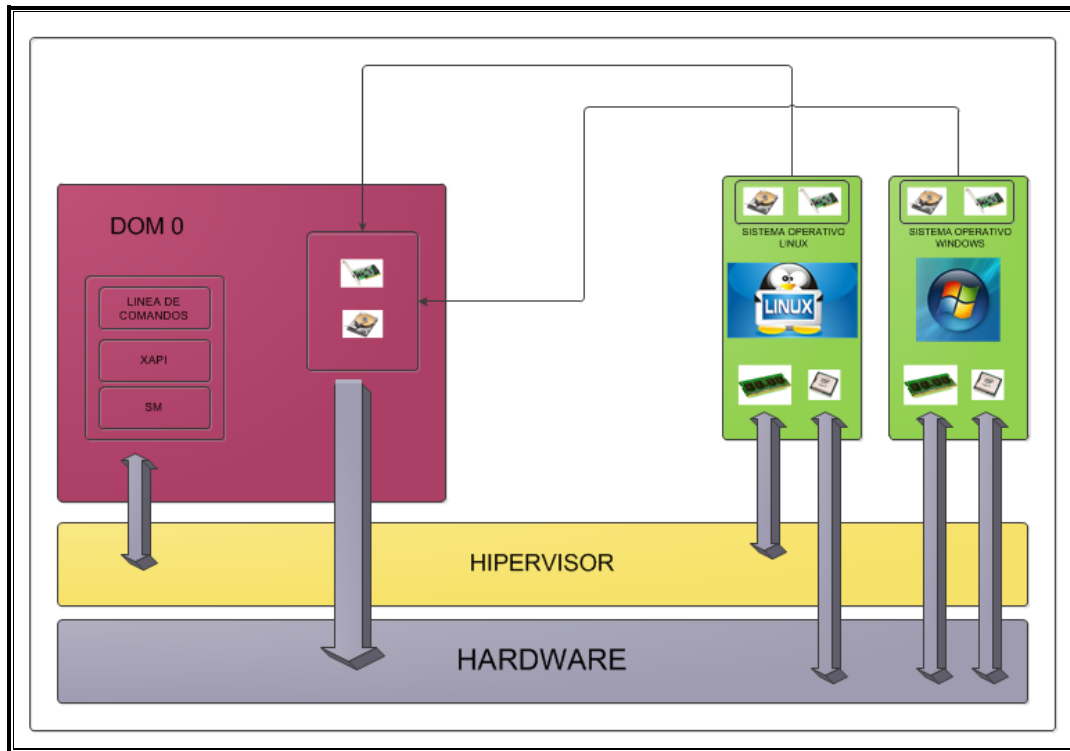 DOM 0
LINEA DE
COMANDOS
XAPI
SM
SISTEMA OPERATIVO
LINUX
LINUX
SISTEMA OPERATIVO
WINDOWS
HIPERVISOR
HARDWARE